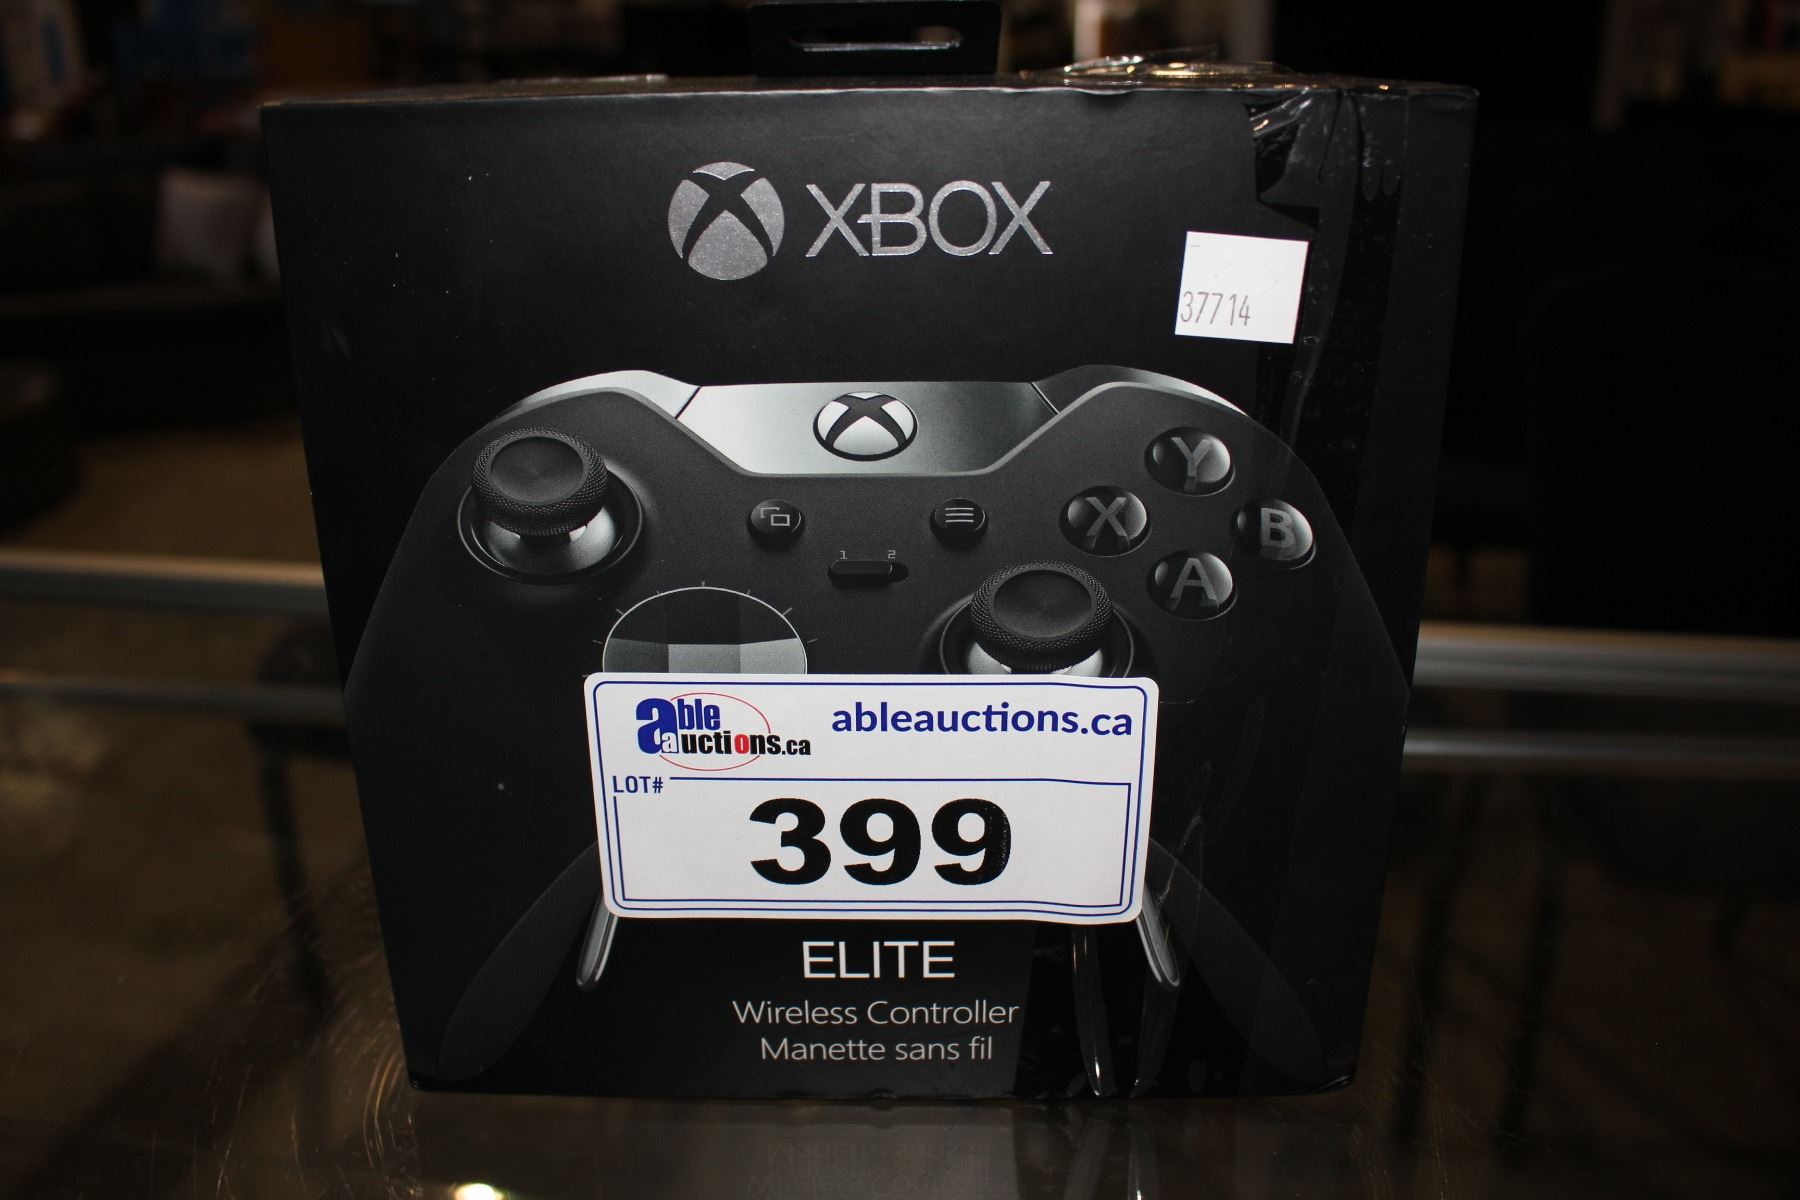 XBOX
37714
Y
X
B
A
1 2
able auctions.ca
ableauctions.ca
LOT#
399
ELITE
Wireless Controller
Manette sans fil